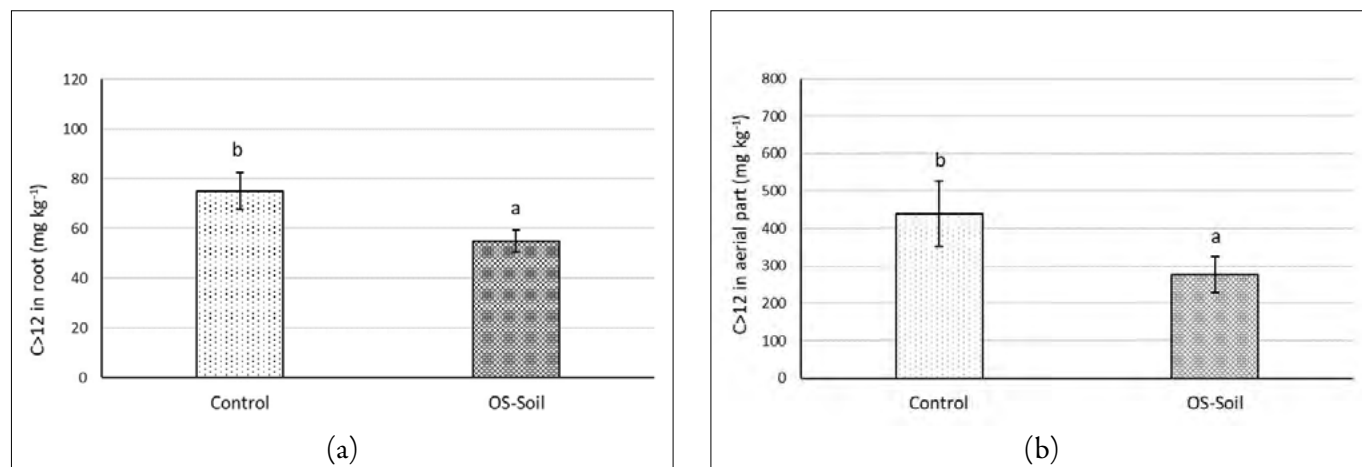 C>12 in root (mg kg⁻¹)
120
100
80
60
40
20
0
b
a
Control
OS-Soil
(a)
C>12 in aerial part (mg kg⁻¹)
800
700
600
500
400
300
200
100
0
b
a
Control
OS-Soil
(b)